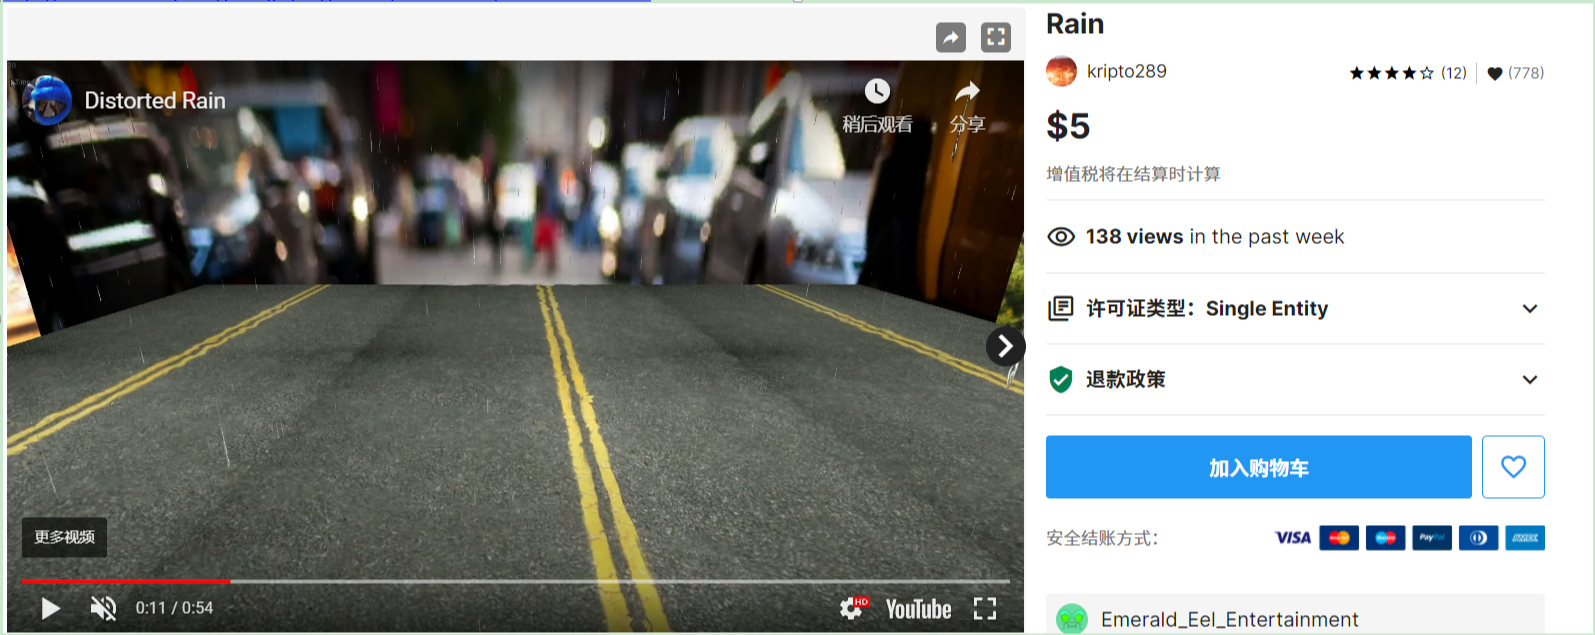 Distorted Rain
稍后观看
分享
更多视频
0:11 / 0:54
HD
YouTube
Rain
kripto289
(12)
(778)
$5
增值税将在结算时计算
138 views in the past week
许可证类型：Single Entity
退款政策
加入购物车
安全结账方式：
VISA
PayPal
AMEX
Emerald_Eel_Entertainment